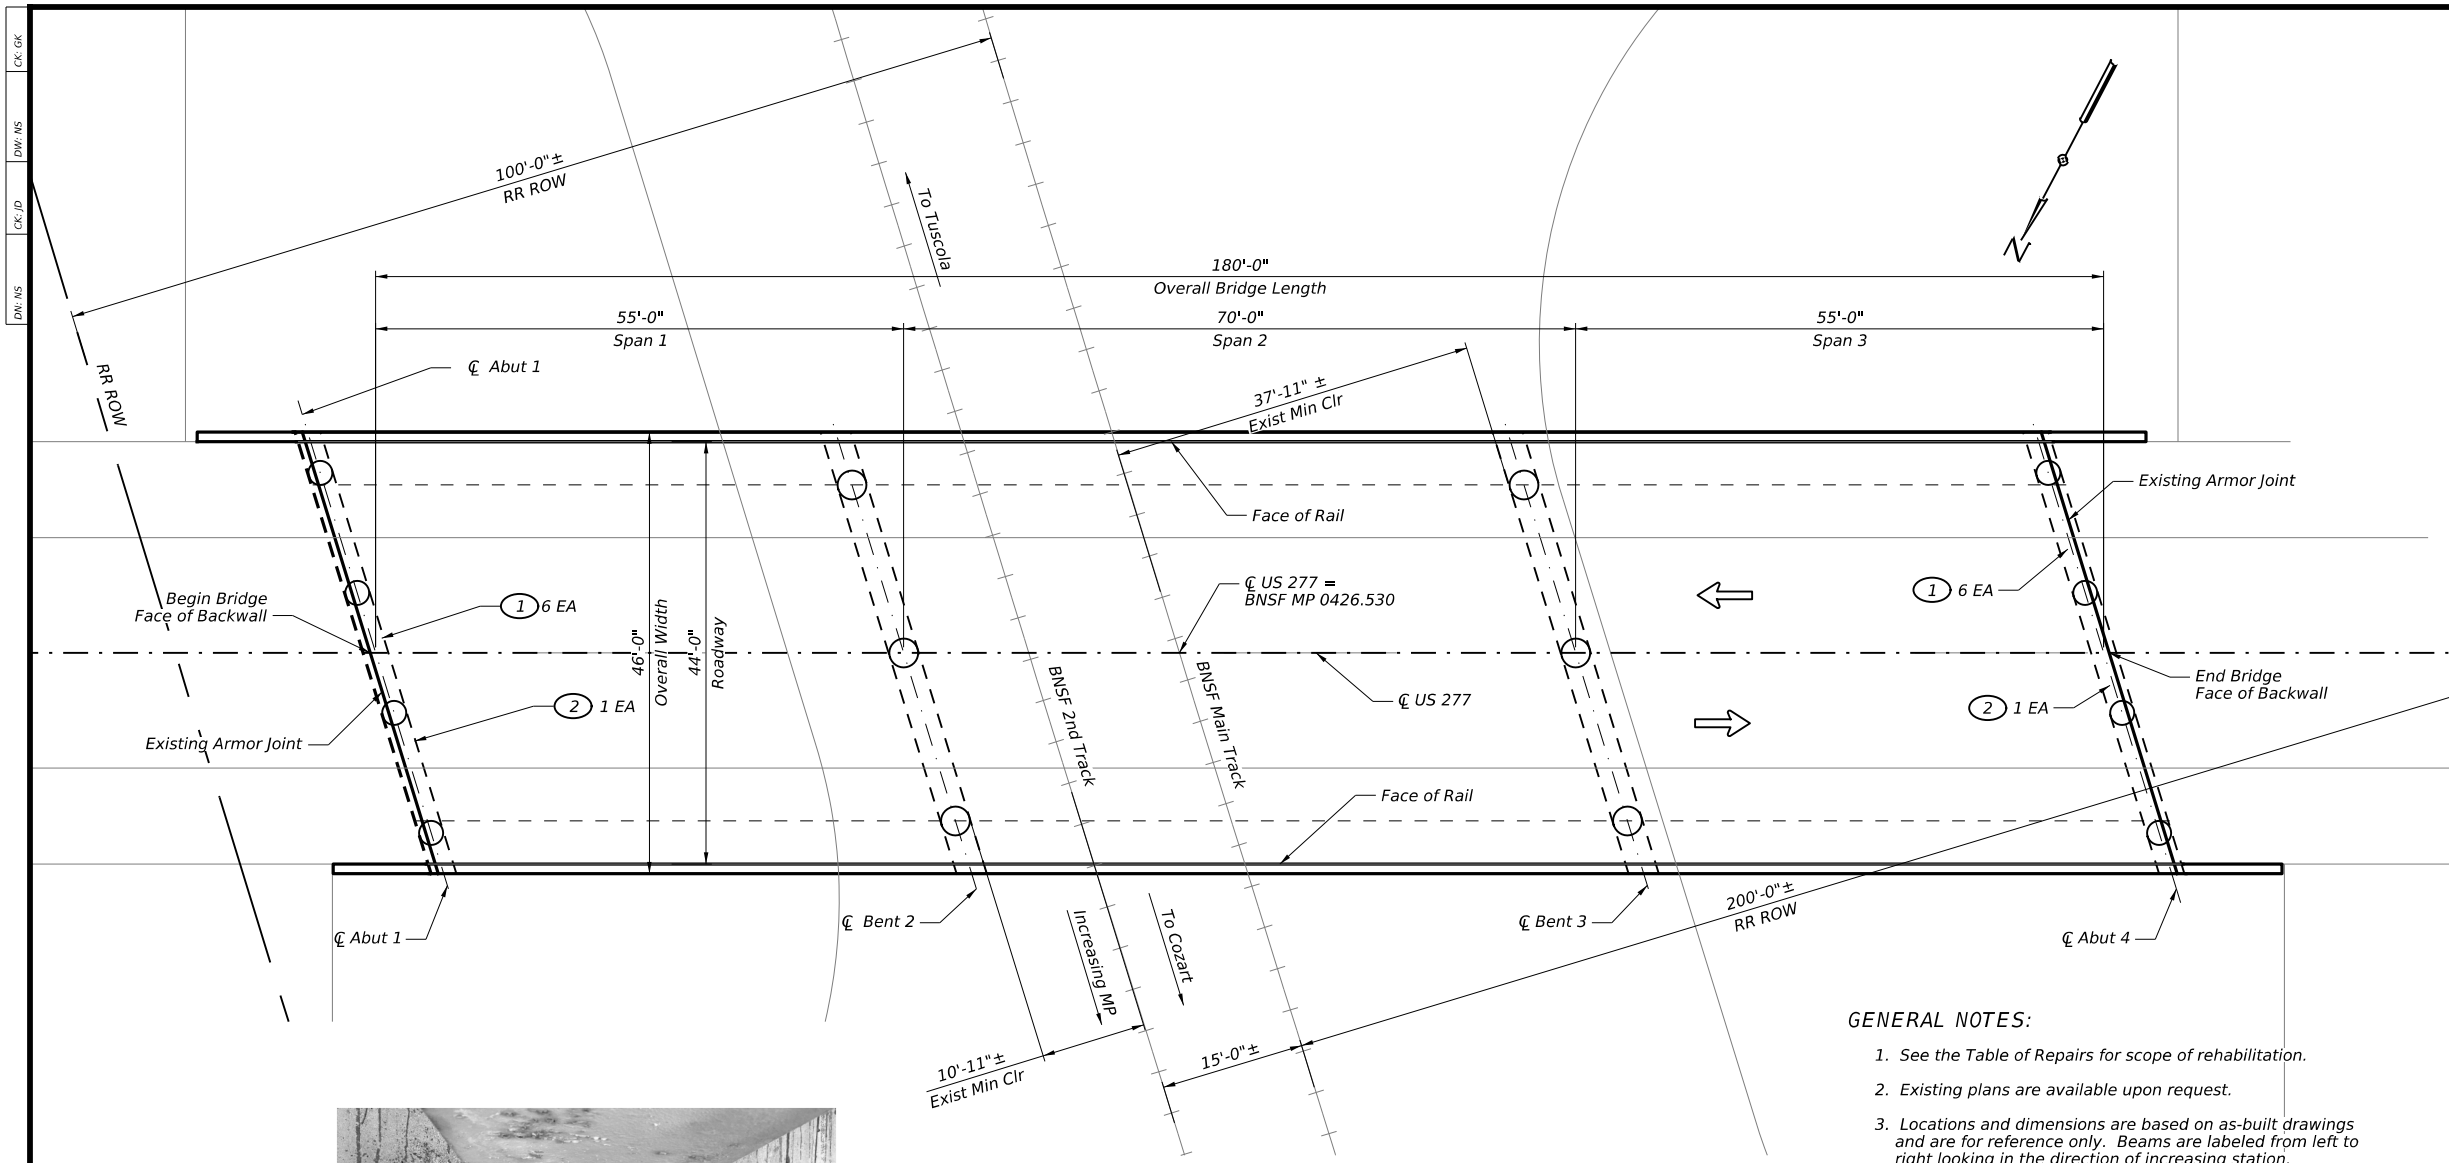 CK: GK
DW: NS
CK: JD
DN: NS
100'-0"±
RR ROW
To Tuscola
N
180'-0"
Overall Bridge Length
55'-0"
Span 1
70'-0"
Span 2
55'-0"
Span 3
RR ROW
℄ Abut 1
37'-11" ±
Exist Min Clr
Existing Armor Joint
Face of Rail
Begin Bridge
Face of Backwall
1 6 EA
46'-0"
Overall Width
44'-0"
Roadway
℄ US 277 =
BNSF MP 0426.530
1 6 EA
2 1 EA
BNSF 2nd Track
BNSF Main Track
℄ US 277
End Bridge
Face of Backwall
2 1 EA
Existing Armor Joint
Face of Rail
℄ Abut 1
℄ Bent 2
Increasing MP
To Cozart
℄ Bent 3
200'-0"±
RR ROW
℄ Abut 4
10'-11"±
Exist Min Clr
15'-0"±
GENERAL NOTES:
1. See the Table of Repairs for scope of rehabilitation.
2. Existing plans are available upon request.
3. Locations and dimensions are based on as-built drawings
and are for reference only. Beams are labeled from left to
right looking in the direction of increasing station.